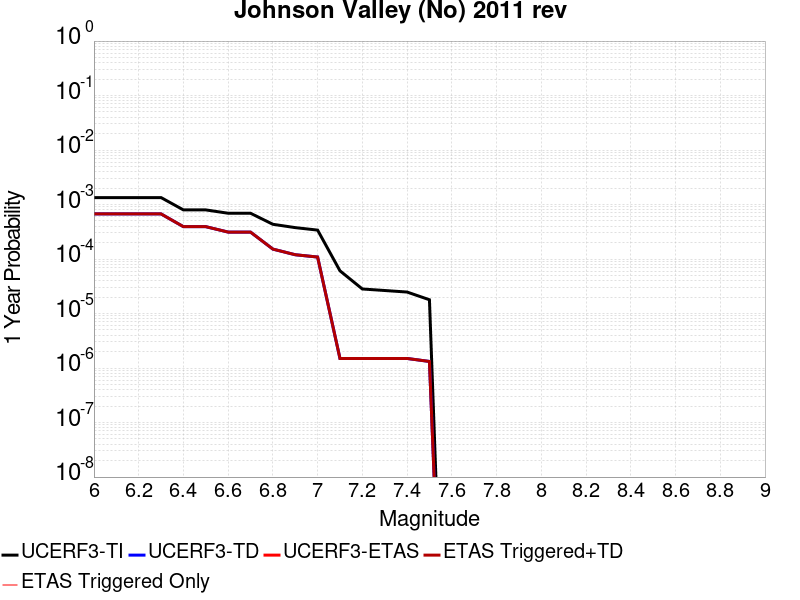 Johnson Valley (No) 2011 rev
10^0
10^-1
10^-2
10^-3
10^-4
10^-5
10^-6
10^-7
10^-8
1 Year Probability
6 6.2 6.4 6.6 6.8 7 7.2 7.4 7.6 7.8 8 8.2 8.4 8.6 8.8 9
Magnitude
UCERF3-TI UCERF3-TD UCERF3-ETAS ETAS Triggered+TD
ETAS Triggered Only